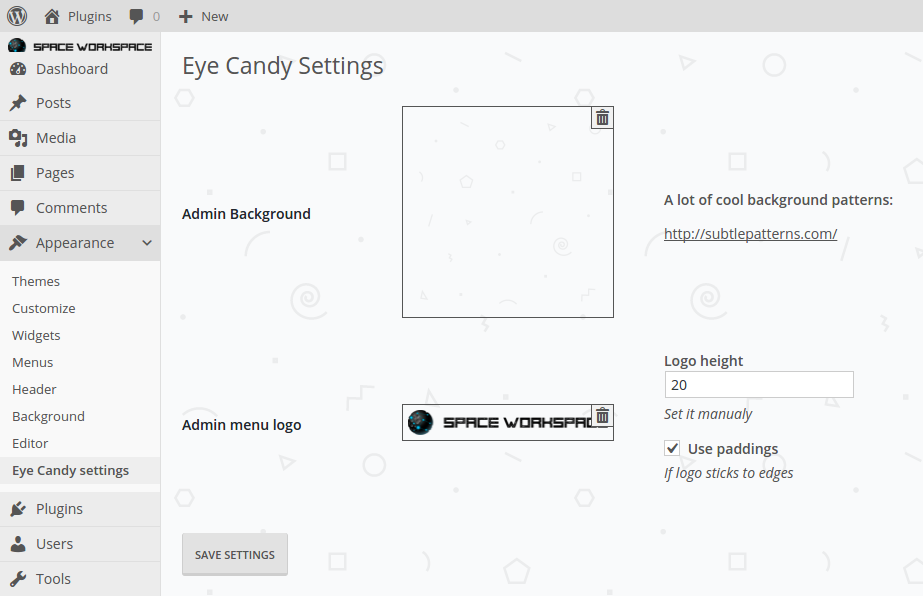 Plugins 0 New
SPACE WORKSPACE
Dashboard
Posts
Media
Pages
Comments
Appearance
Themes
Customize
Widgets
Menus
Header
Background
Editor
Eye Candy settings
Plugins
Users
Tools
Eye Candy Settings
Admin Background
A lot of cool background patterns:
http://subtlepatterns.com/
Admin menu logo
SPACE WORKSPAC
Logo height
20
Set it manualy
Use paddings
If logo sticks to edges
SAVE SETTINGS